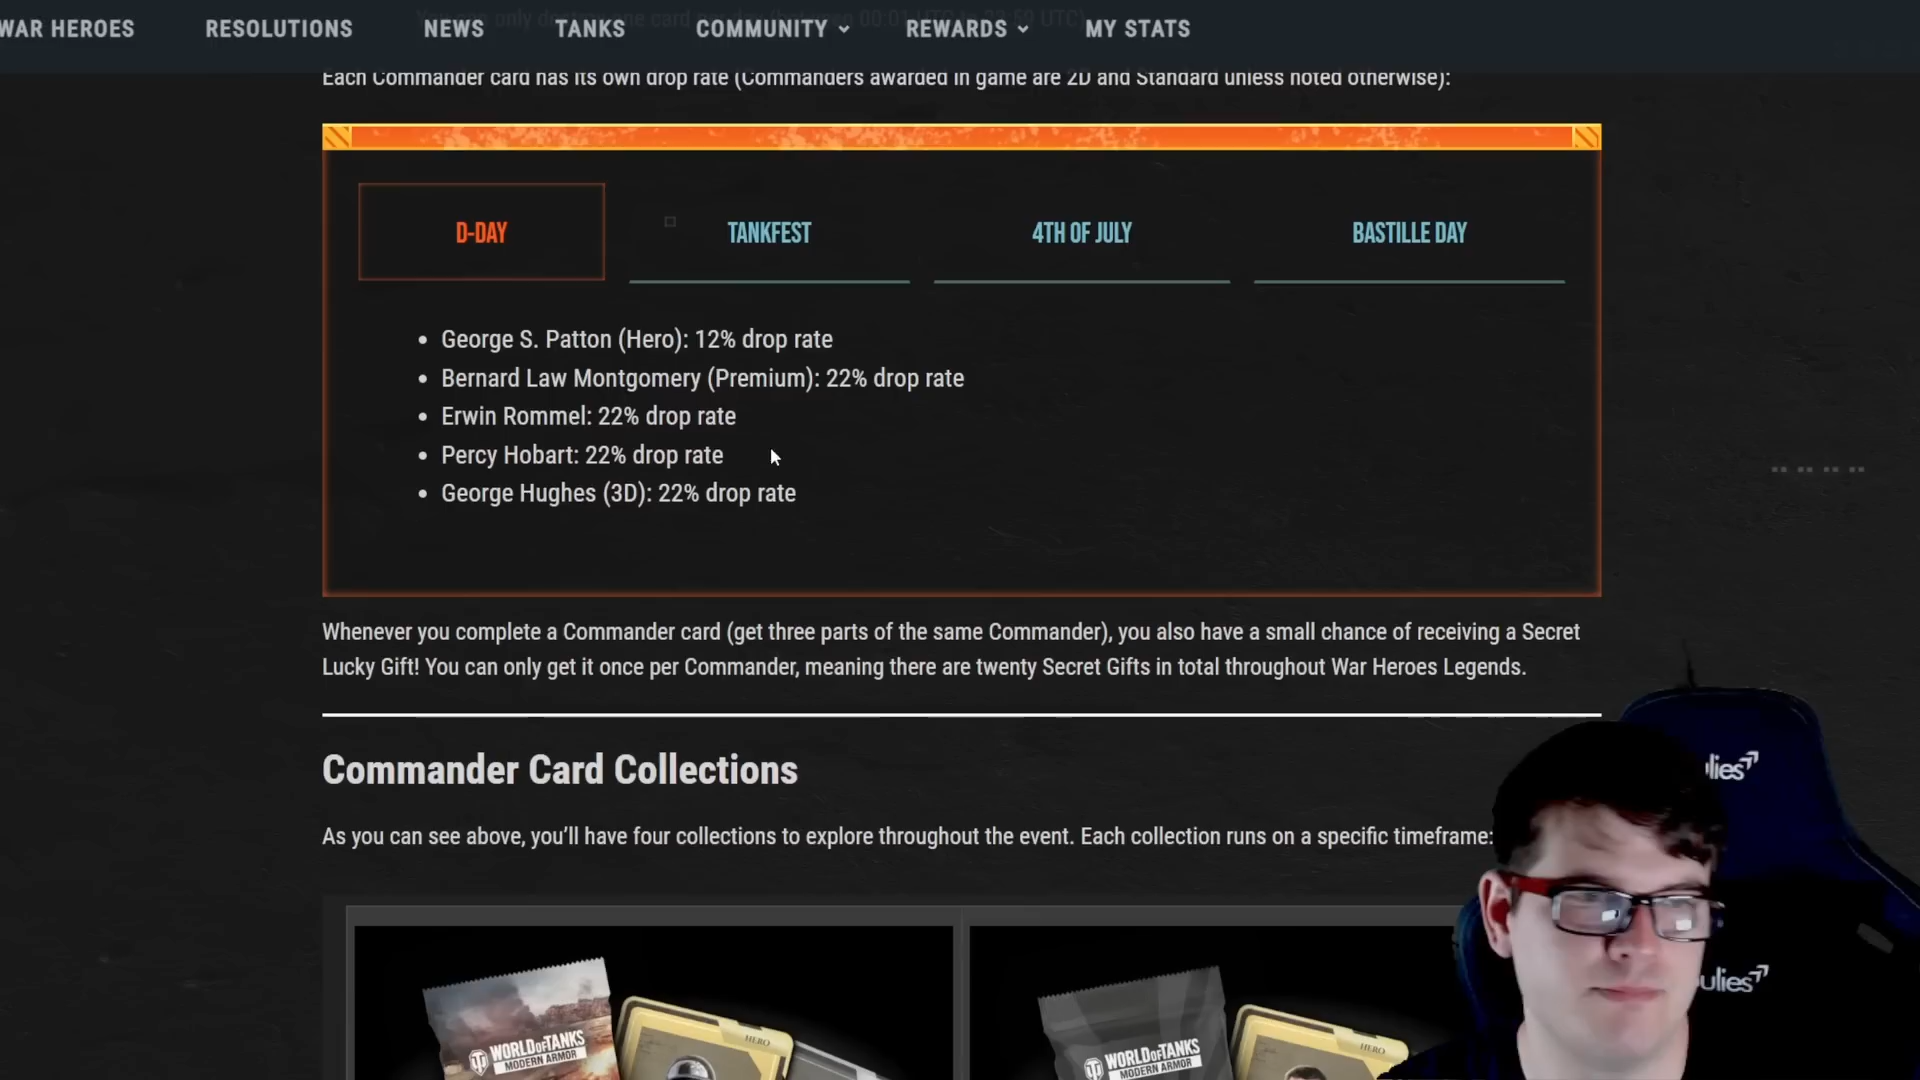 WAR HEROES RESOLUTIONS NEWS TANKS COMMUNITY REWARDS MY STATS
Each Commander card has its own drop rate (Commanders awarded in game are 2D and Standard unless noted otherwise):
D-DAY TANKFEST 4TH OF JULY BASTILLE DAY
• George S. Patton (Hero): 12% drop rate
• Bernard Law Montgomery (Premium): 22% drop rate
• Erwin Rommel: 22% drop rate
• Percy Hobart: 22% drop rate
• George Hughes (3D): 22% drop rate
Whenever you complete a Commander card (get three parts of the same Commander), you also have a small chance of receiving a Secret
Lucky Gift! You can only get it once per Commander, meaning there are twenty Secret Gifts in total throughout War Heroes Legends.
Commander Card Collections
As you can see above, you’ll have four collections to explore throughout the event. Each collection runs on a specific timeframe:
WORLD OF TANKS
MODERN ARMOR
HERO
WORLD OF TANKS
MODERN ARMOR
HERO